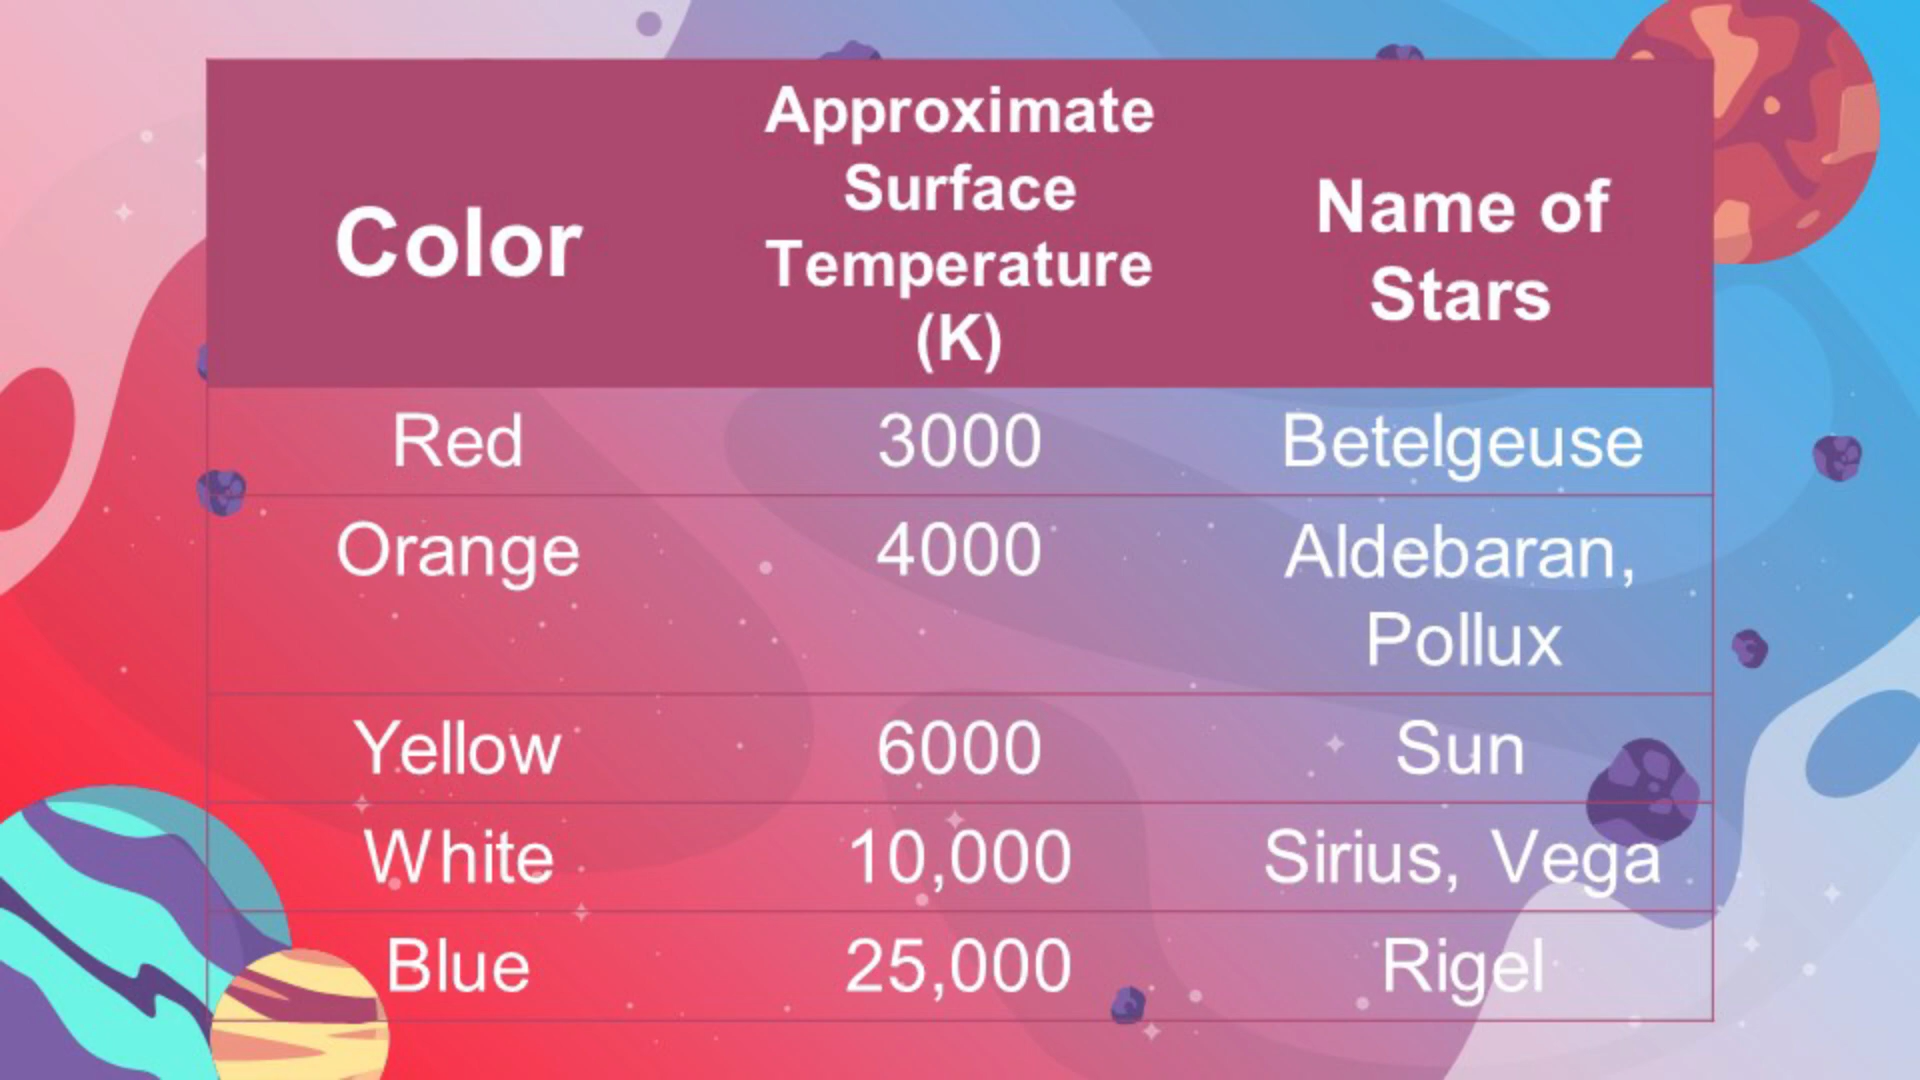 Color
Approximate
Surface
Temperature
(K)
Name of
Stars
Red 3000 Betelgeuse
Orange 4000 Aldebaran,
Pollux
Yellow 6000 Sun
White 10,000 Sirius, Vega
Blue 25,000 Rigel